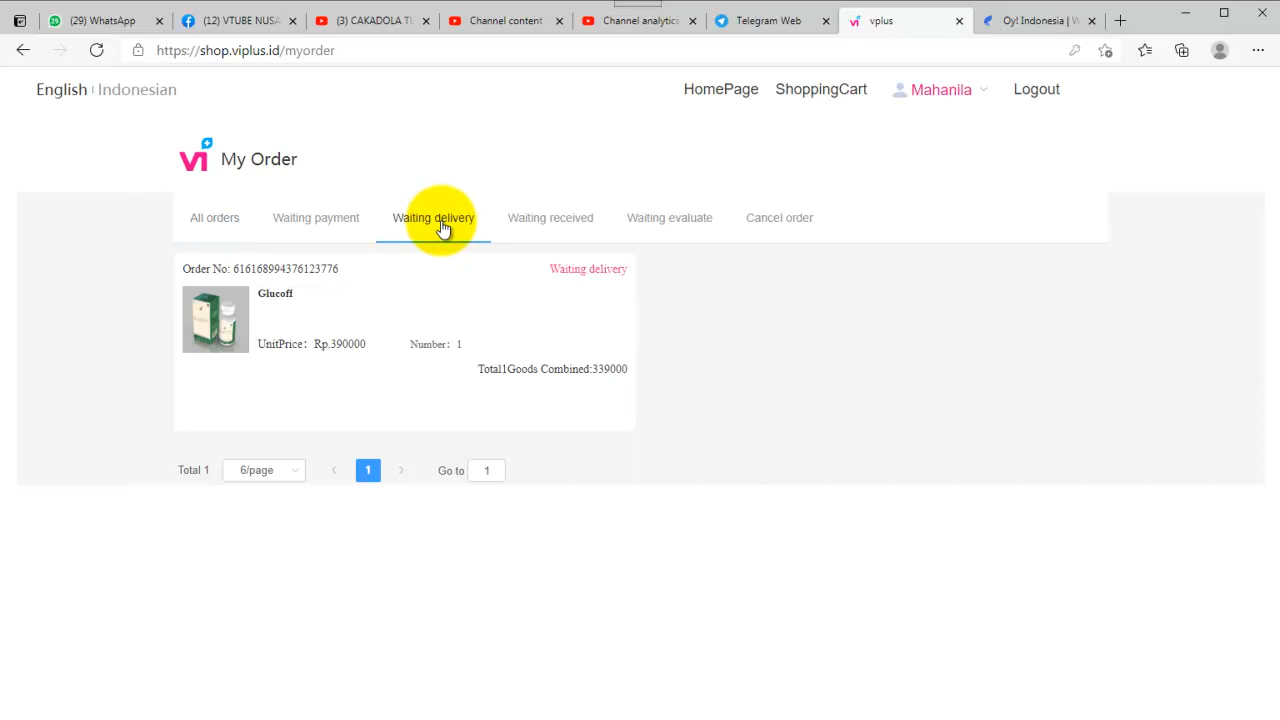 (29) WhatsApp
(12) VTUBE NUSA
(3) CAKADOLA TU
Channel content
Channel analytics
Telegram Web
vplus
Oy! Indonesia |
https://shop.viplus.id/myorder
English Indonesian
HomePage ShoppingCart Mahanila Logout
VI My Order
All orders Waiting payment Waiting delivery Waiting received Waiting evaluate Cancel order
Order No: 616168994376123776 Waiting delivery
Glucoff
UnitPrice: Rp.390000 Number: 1
Total1Goods Combined:339000
Total 1 6/page 1 Go to 1